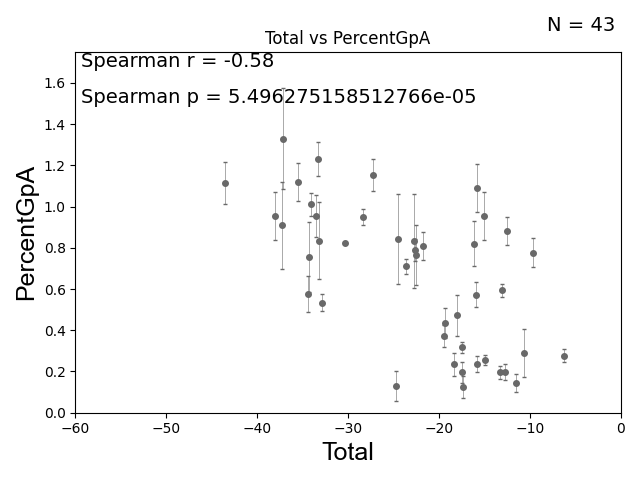 N = 43
Total vs PercentGpA
Spearman r = -0.58
Spearman p = 5.496275158512766e-05
PercentGpA
1.6
1.4
1.2
1.0
0.8
0.6
0.4
0.2
0.0
−60 −50 −40 −30 −20 −10 0
Total